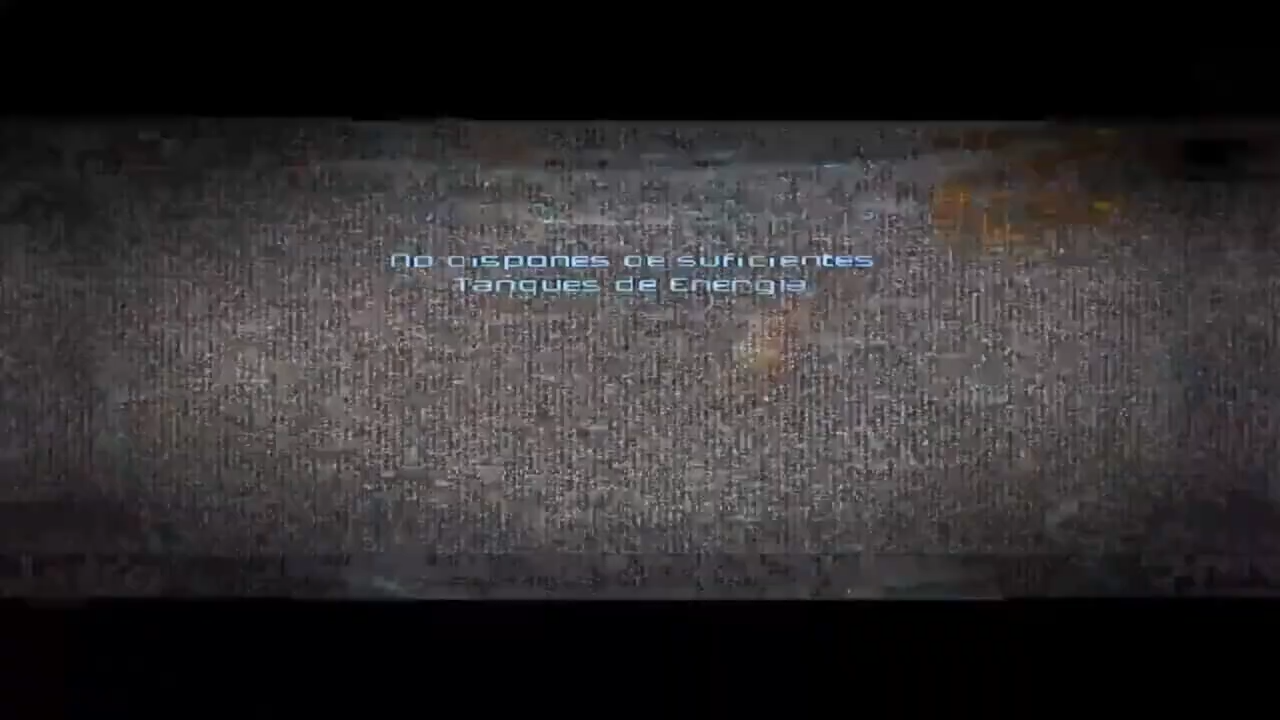 No dispones de suficientes
Tanques de Energía.